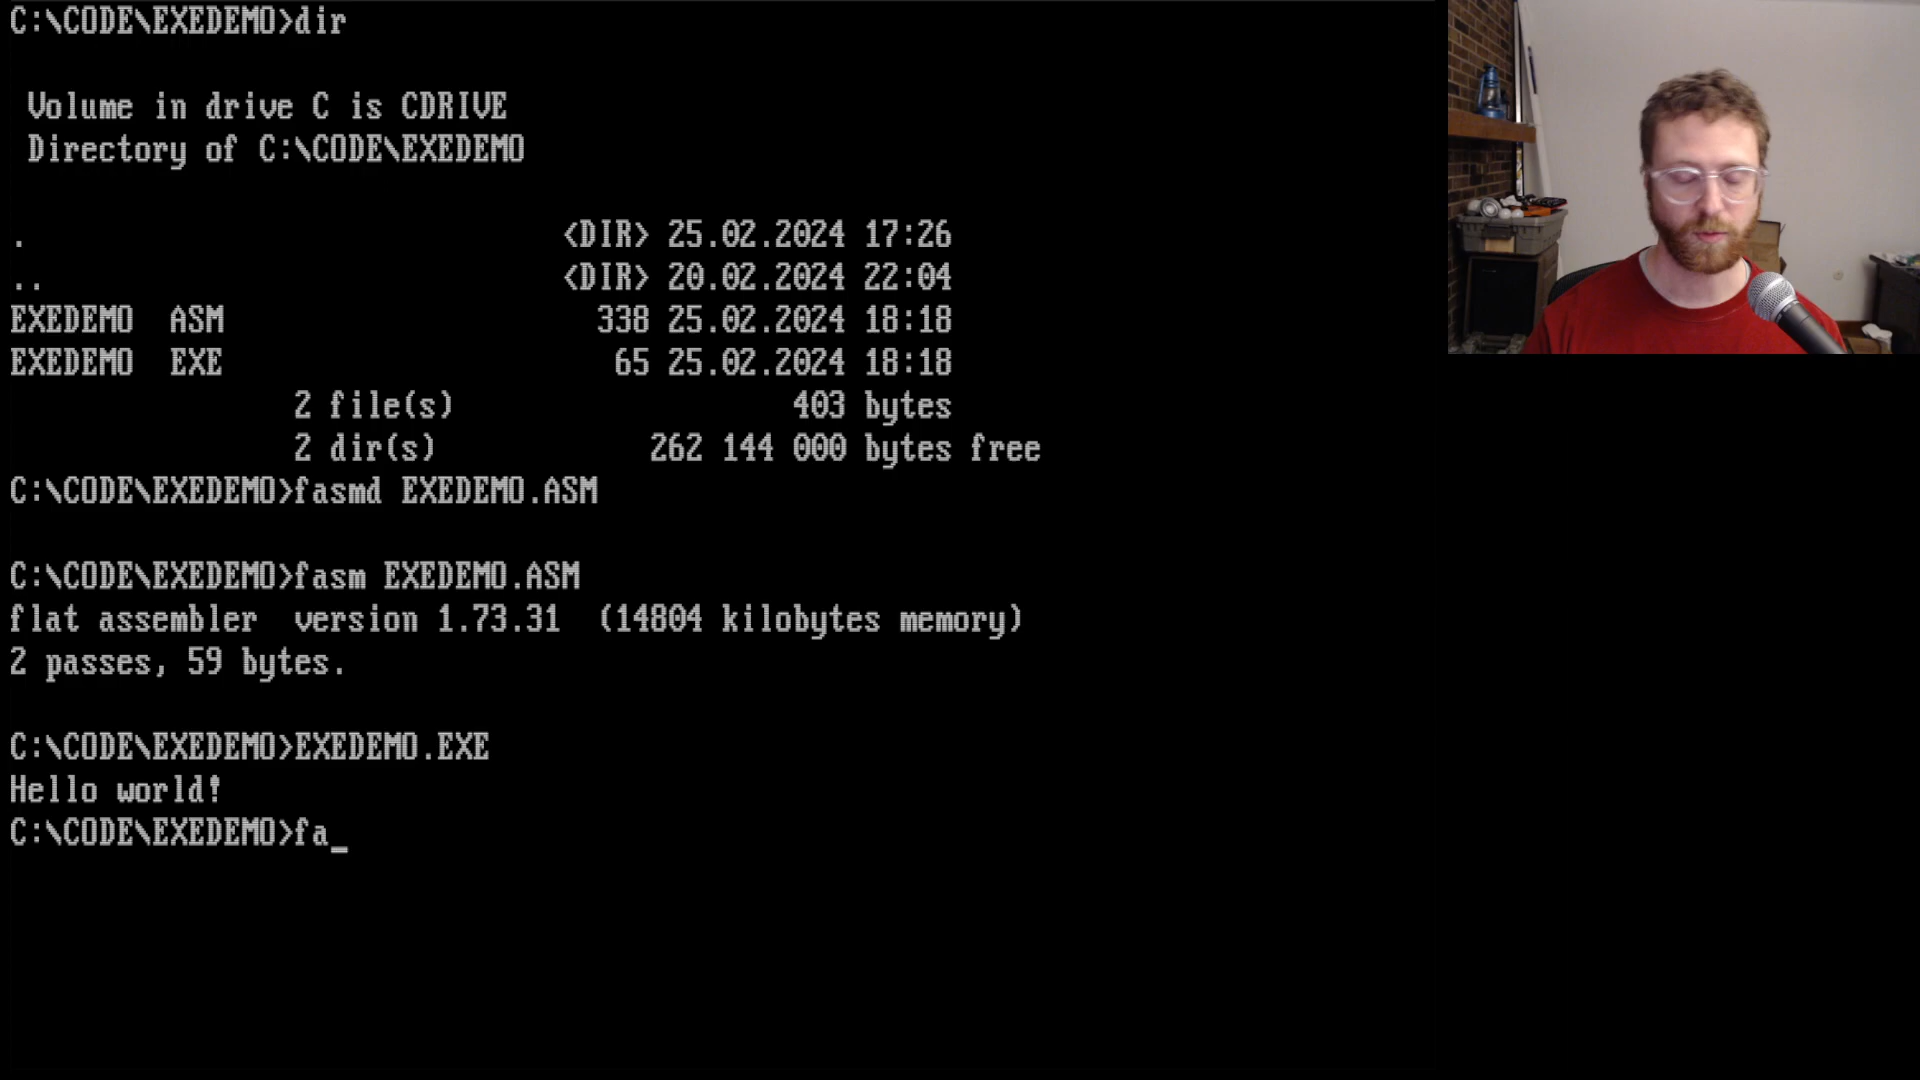 C:\CODE\EXEDEMO>dir
Volume in drive C is CDRIVE
Directory of C:\CODE\EXEDEMO
. <DIR> 25.02.2024 17:26
.. <DIR> 20.02.2024 22:04
EXEDEMO ASM 338 25.02.2024 18:18
EXEDEMO EXE 65 25.02.2024 18:18
2 file(s) 403 bytes
2 dir(s) 262 144 000 bytes free
C:\CODE\EXEDEMO>fasmd EXEDEMO.ASM
C:\CODE\EXEDEMO>fasm EXEDEMO.ASM
flat assembler version 1.73.31 (14804 kilobytes memory)
2 passes, 59 bytes.
C:\CODE\EXEDEMO>EXEDEMO.EXE
Hello world!
C:\CODE\EXEDEMO>fa_